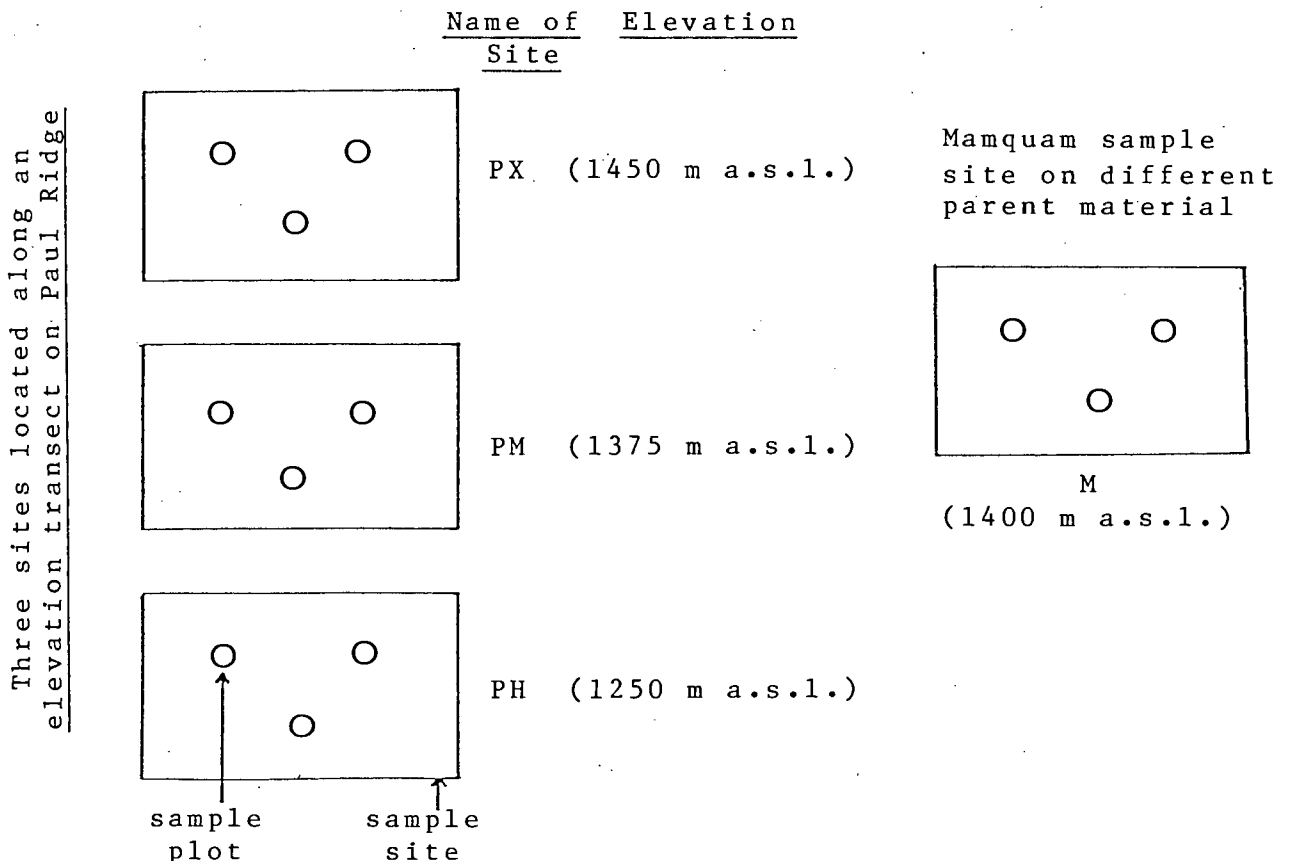 Name of Elevation
Site
Three sites located along an
elevation transect on Paul Ridge
PX (1450 m a.s.l.)
Mamquam sample
site on different
parent material
PM (1375 m a.s.l.)
M
(1400 m a.s.l.)
PH (1250 m a.s.l.)
sample sample
plot site